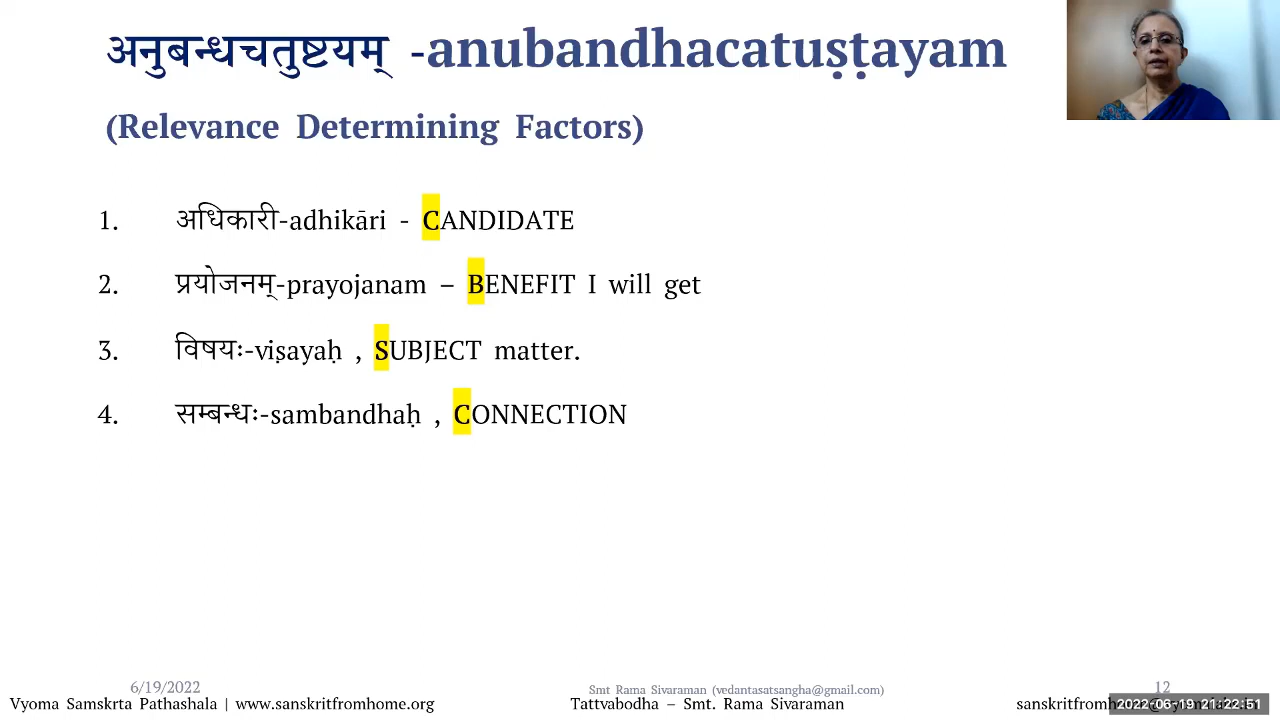 अनुबन्धचतुष्टयम् -anubandhacatuṣṭayam
(Relevance Determining Factors)
1. अधिकारी-adhikāri - CANDIDATE
2. प्रयोजनम्-prayojanam – BENEFIT I will get
3. विषयः-viṣayaḥ , SUBJECT matter.
4. सम्बन्धः-sambandhaḥ , CONNECTION
6/19/2022 Smt Rama Sivaraman (vedantasatsangha@gmail.com) 12
Vyoma Samskrta Pathashala | www.sanskritfromhome.org Tattvabodha – Smt. Rama Sivaraman
2022-06-19 21:22:51